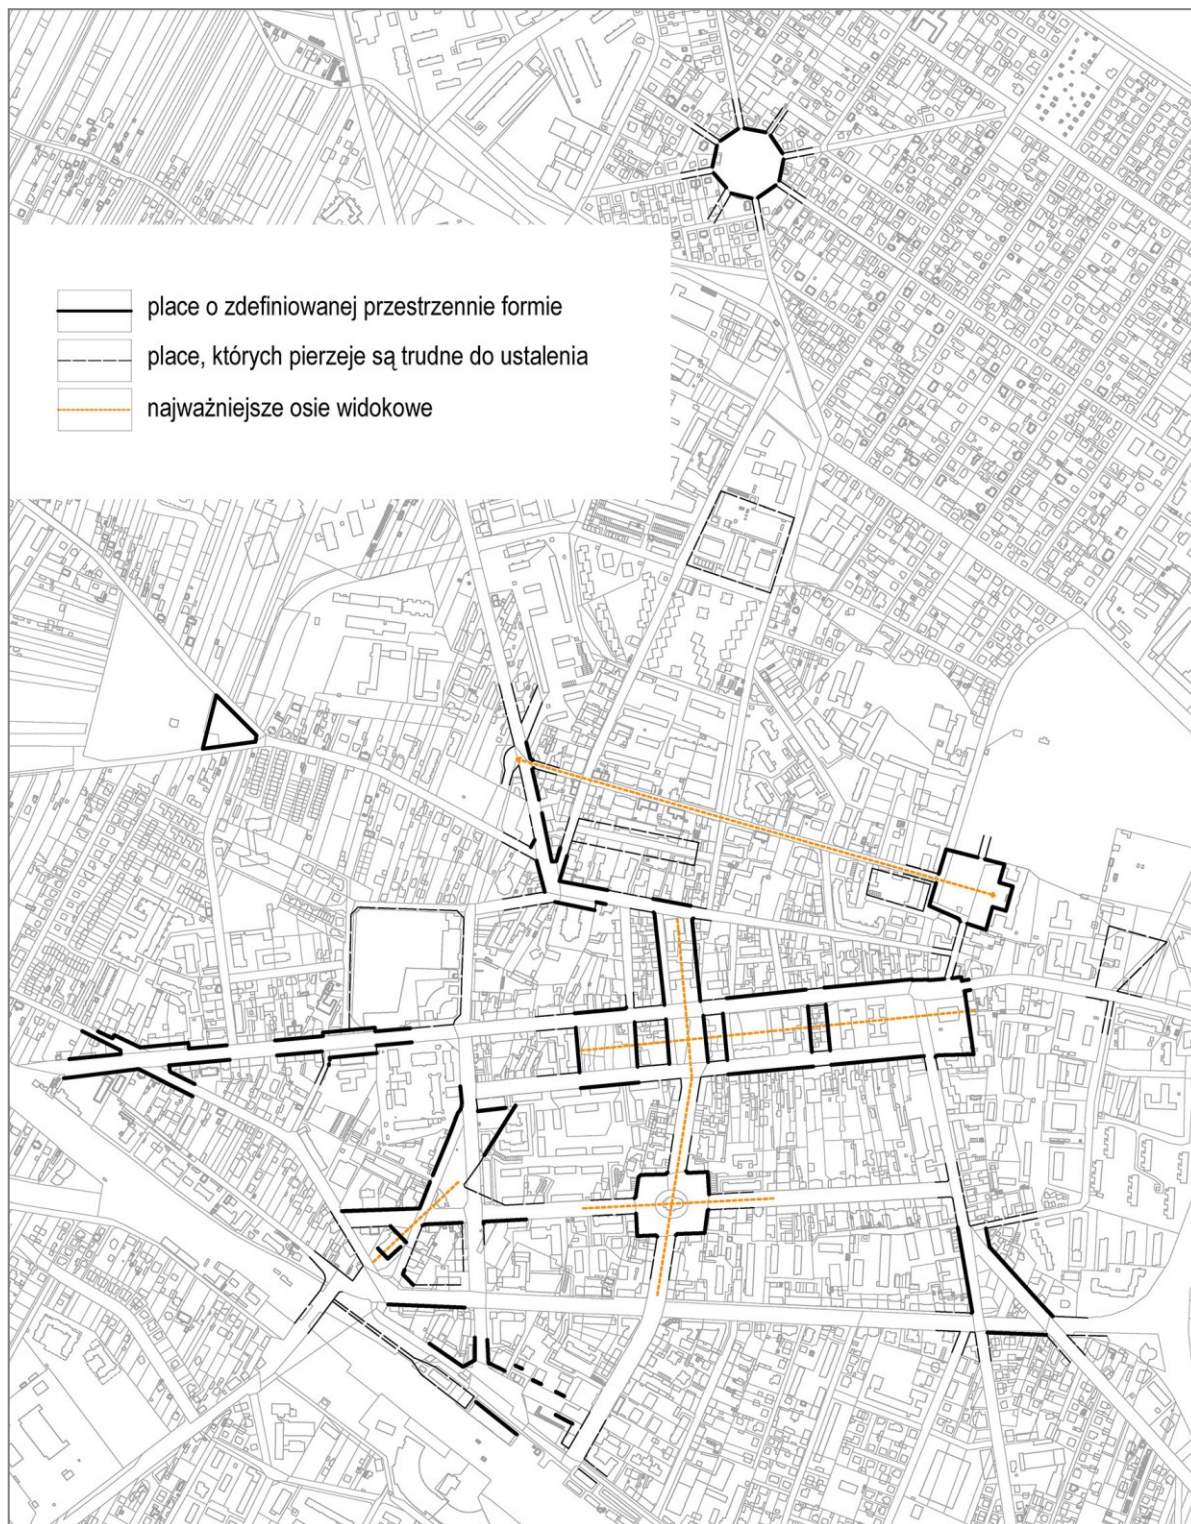 place o zdefiniowanej przestrzennie formie
place, których pierzeje są trudne do ustalenia
najważniejsze osie widokowe